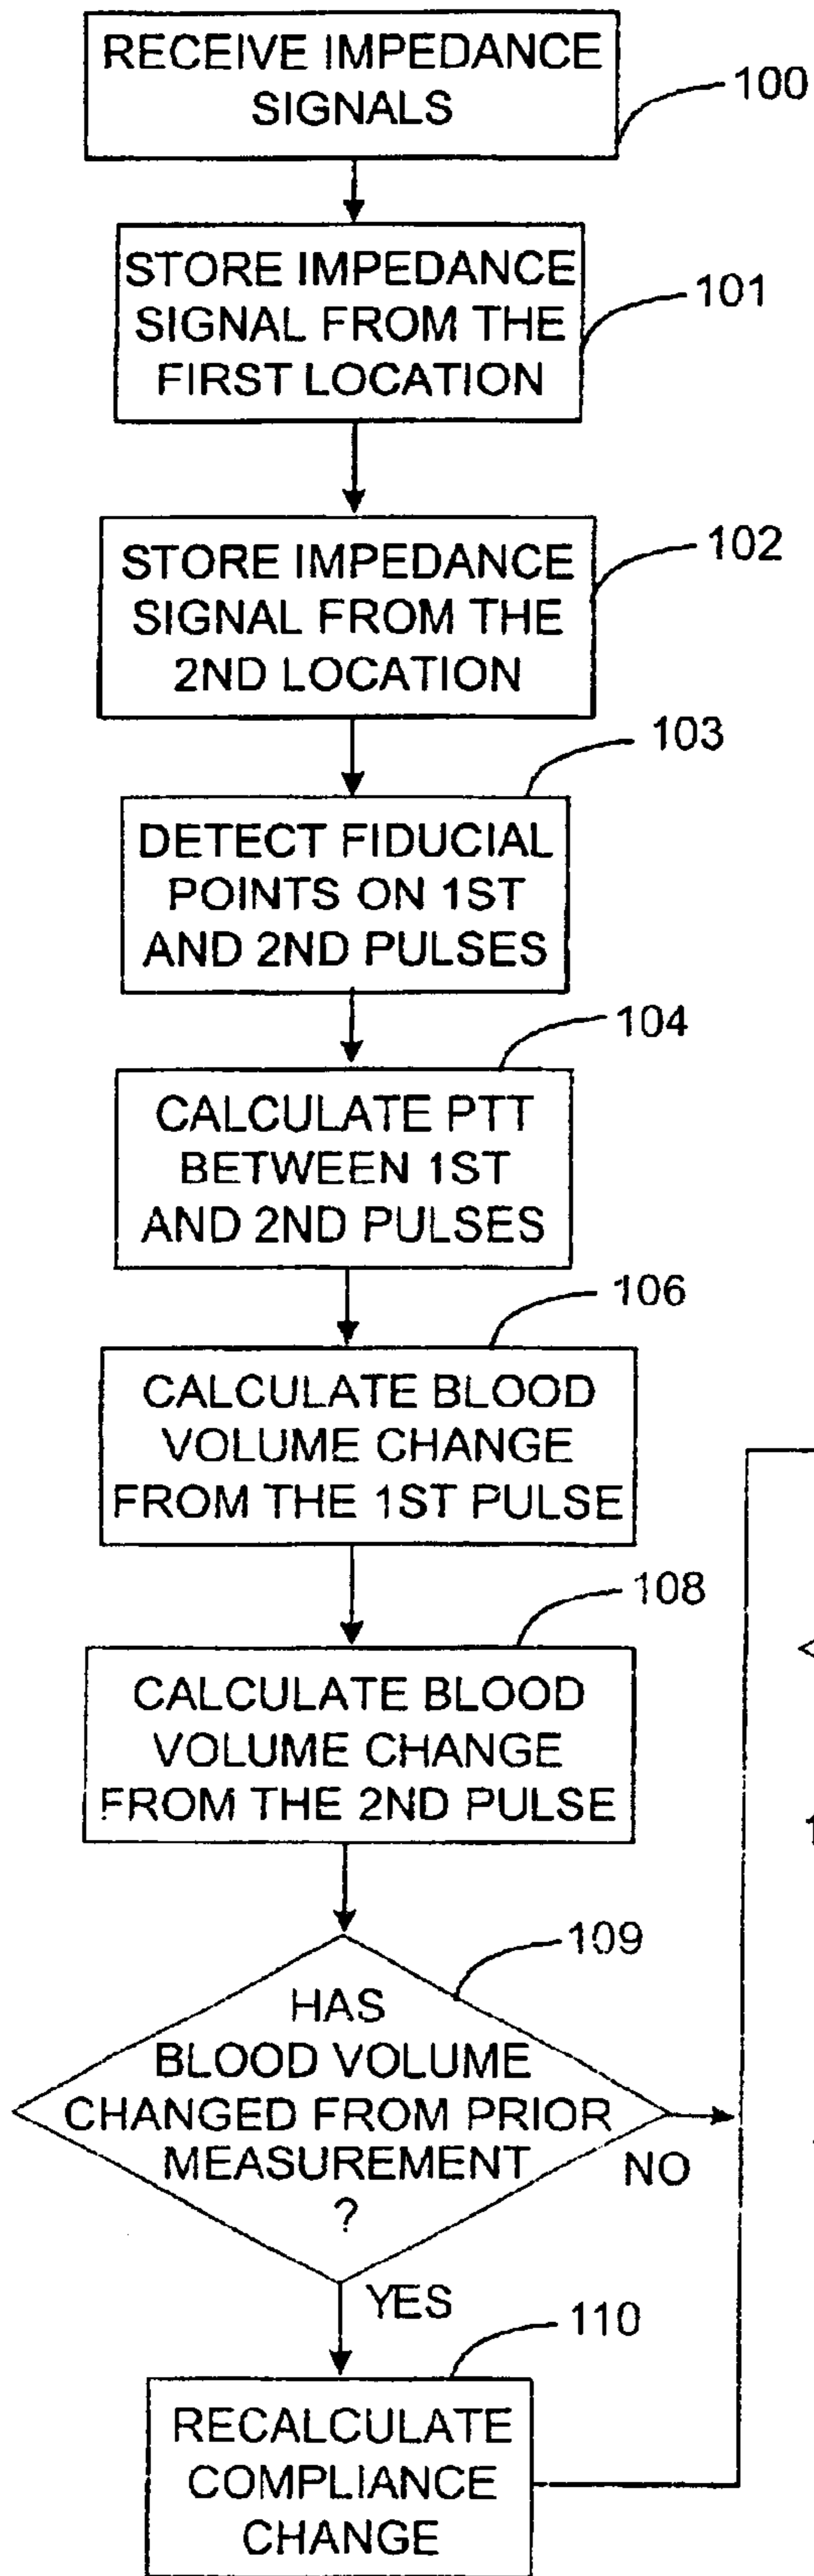 RECEIVE IMPEDANCE
SIGNALS
100
STORE IMPEDANCE
SIGNAL FROM THE
FIRST LOCATION
101
STORE IMPEDANCE
SIGNAL FROM THE
2ND LOCATION
102
DETECT FIDUCIAL
POINTS ON 1ST
AND 2ND PULSES
103
CALCULATE PTT
BETWEEN 1ST
AND 2ND PULSES
104
CALCULATE BLOOD
VOLUME CHANGE
FROM THE 1ST PULSE
106
CALCULATE BLOOD
VOLUME CHANGE
FROM THE 2ND PULSE
108
HAS
BLOOD VOLUME
CHANGED FROM PRIOR
MEASUREMENT
?
109
NO
YES
RECALCULATE
COMPLIANCE
CHANGE
110